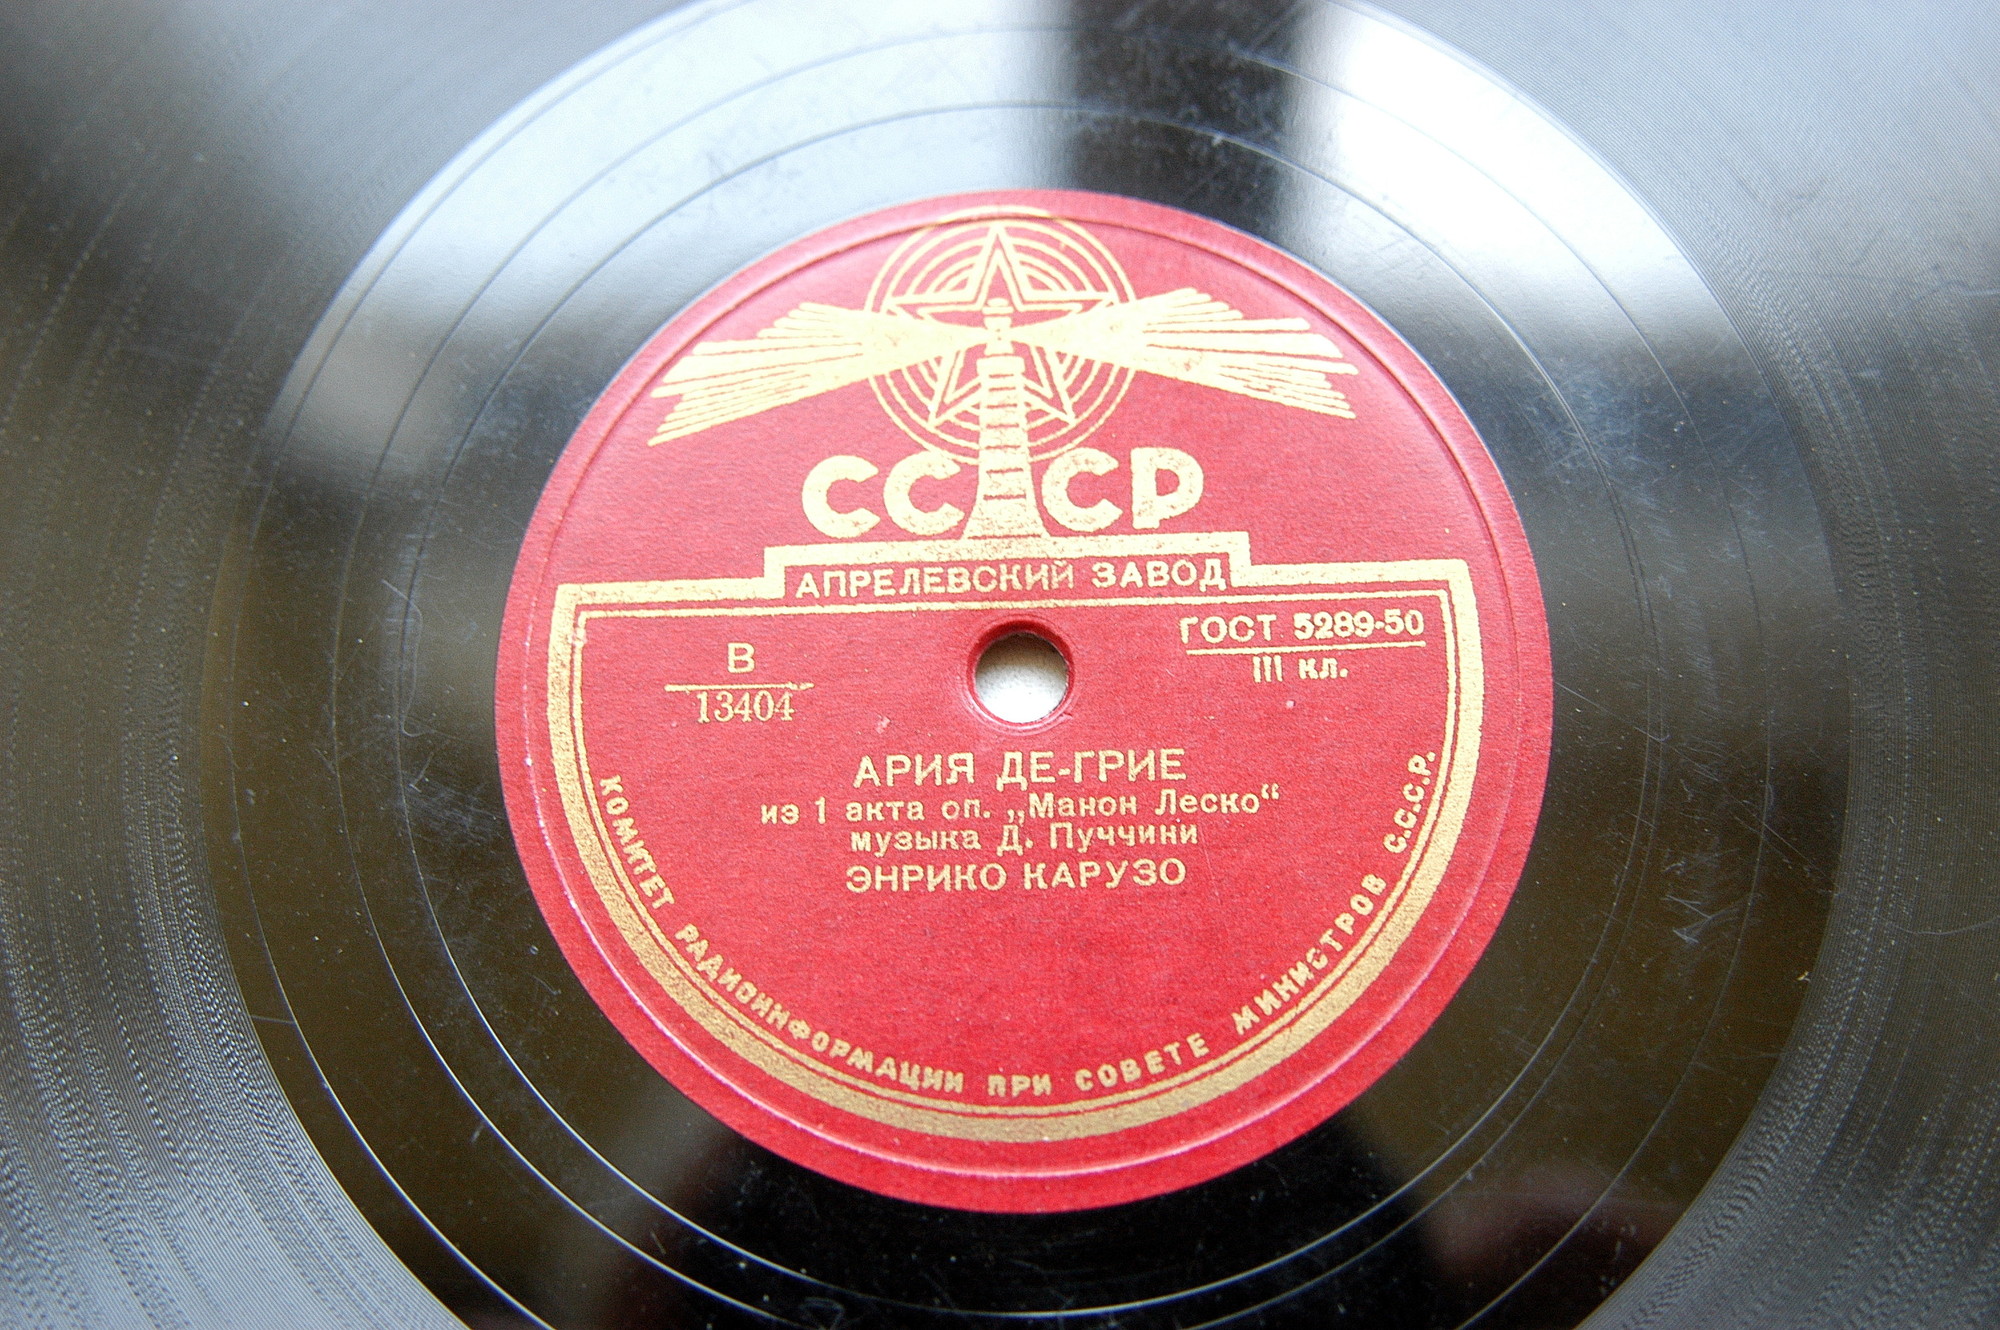 СССР
АПРЕЛЕВСКИЙ ЗАВОД
ГОСТ 5289-50
III кл.
В
13404
АРИЯ ДЕ-ГРИЕ
из 1 акта оп. „Манон Леско“
музыка Д. Пуччини
ЭНРИКО КАРУЗО
КОМИТЕТ РАДИОИНФОРМАЦИИ ПРИ СОВЕТЕ МИНИСТРОВ С.С.С.Р.